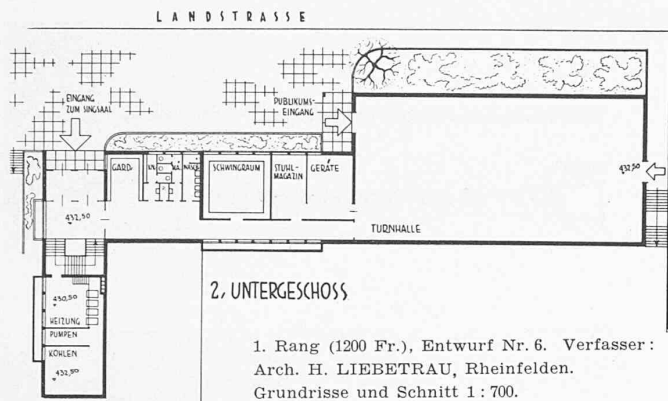 LANDSTRASSE
EINGANG
ZUM SINGSAAL
PUBLIKUMS-
EINGANG
GARD.
KN.
MÄ.
SCHWINGRAUM
STUHL-
MAGAZIN
GERÄTE
432,50
432,50
TURNHALLE
430,50
HEIZUNG
PUMPEN
KOHLEN
432,50
2, UNTERGESCHOSS
1. Rang (1200 Fr.), Entwurf Nr. 6. Verfasser:
Arch. H. LIEBETRAU, Rheinfelden.
Grundrisse und Schnitt 1 : 700.